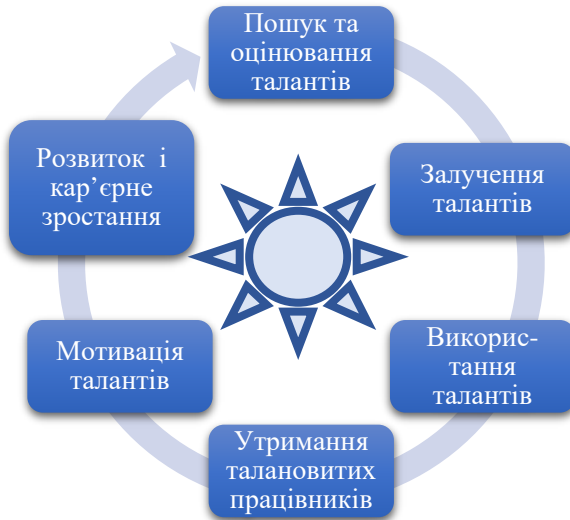 Пошук та
оцінювання
талантів
Залучення
талантів
Викорис-
тання
талантів
Утримання
талановитих
працівників
Мотивація
талантів
Розвиток і
кар’єрне
зростання